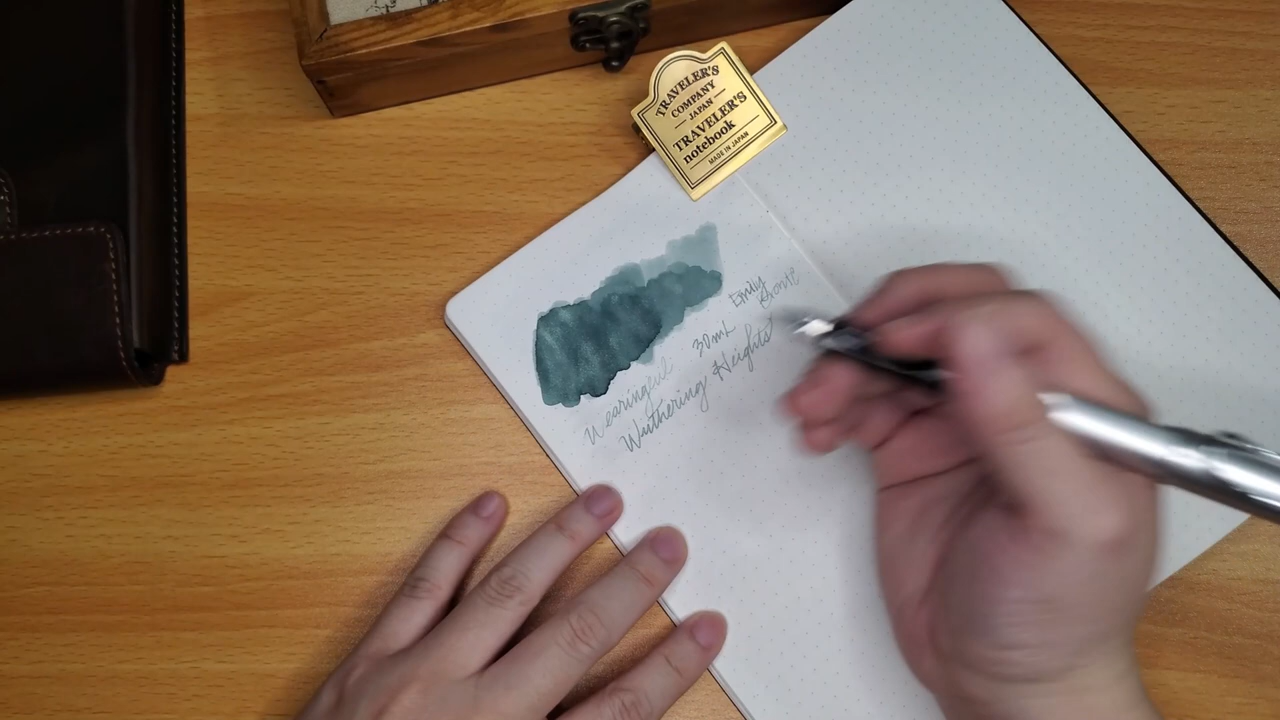 TRAVELER'S
COMPANY
JAPAN
TRAVELER'S
notebook
MADE IN JAPAN
Emily
Brontë
30mL
Wearingeul
Wuthering Heights